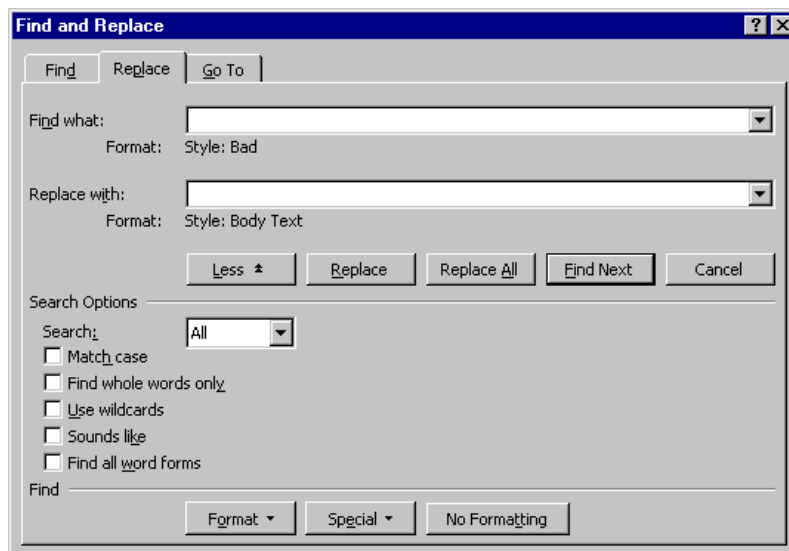 Find and Replace
Find Replace Go To
Find what:
Format: Style: Bad
Replace with:
Format: Style: Body Text
Less Replace Replace All Find Next Cancel
Search Options
Search: All
Match case
Find whole words only
Use wildcards
Sounds like
Find all word forms
Find
Format Special No Formatting